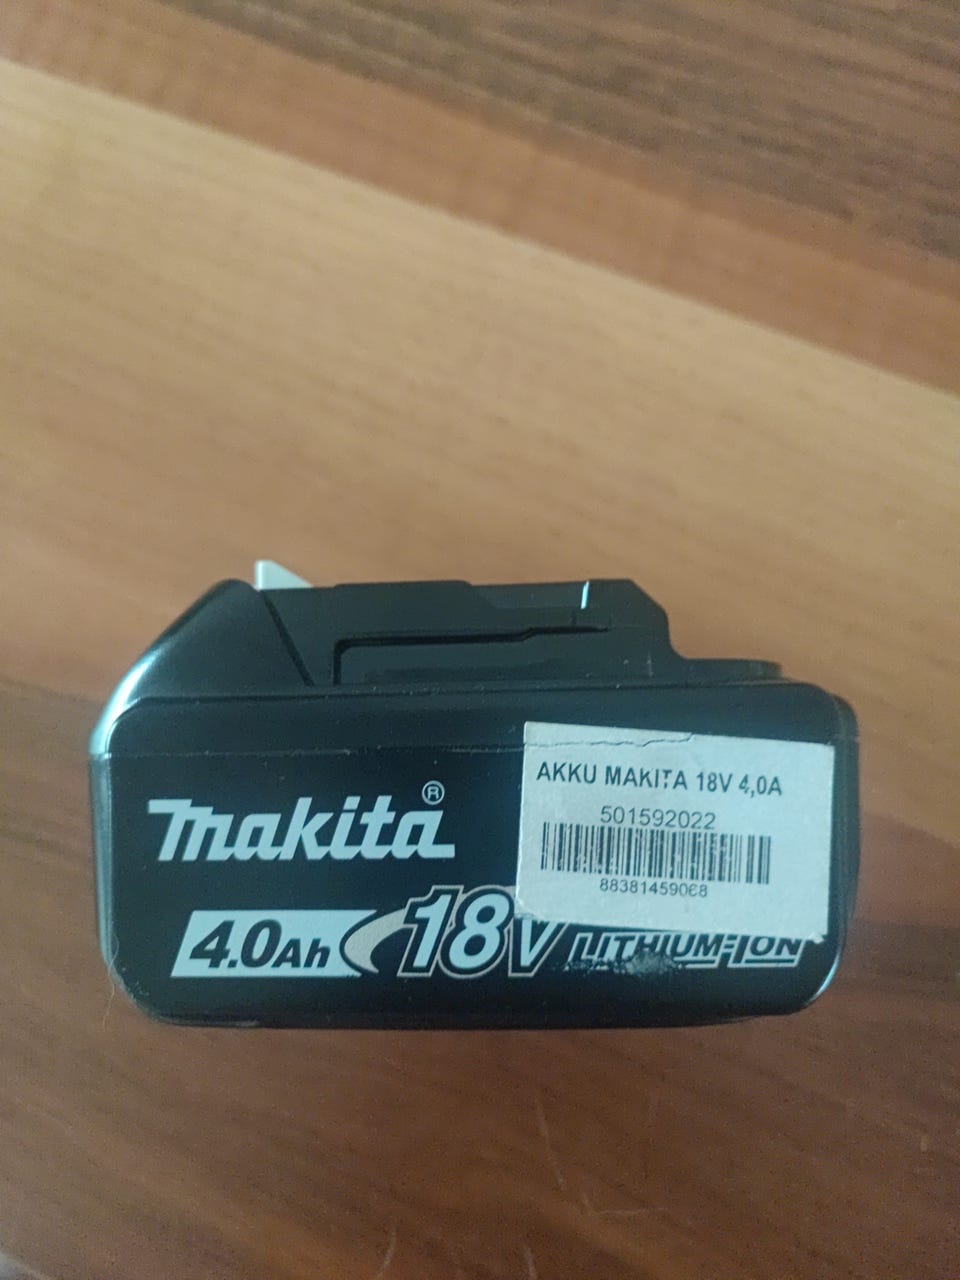 AKKU MAKITA 18V 4,0A
501592022
88381459068
makita®
4.0Ah 18V LITHIUM-ION